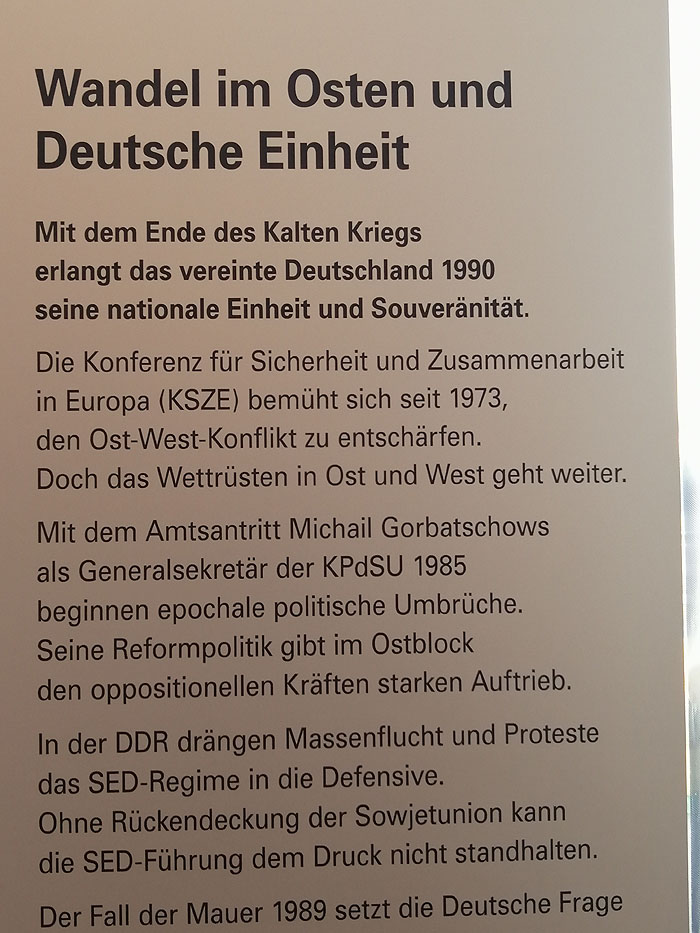 Wandel im Osten und
Deutsche Einheit
Mit dem Ende des Kalten Kriegs
erlangt das vereinte Deutschland 1990
seine nationale Einheit und Souveränität.
Die Konferenz für Sicherheit und Zusammenarbeit
in Europa (KSZE) bemüht sich seit 1973,
den Ost-West-Konflikt zu entschärfen.
Doch das Wettrüsten in Ost und West geht weiter.
Mit dem Amtsantritt Michail Gorbatschows
als Generalsekretär der KPdSU 1985
beginnen epochale politische Umbrüche.
Seine Reformpolitik gibt im Ostblock
den oppositionellen Kräften starken Auftrieb.
In der DDR drängen Massenflucht und Proteste
das SED-Regime in die Defensive.
Ohne Rückendeckung der Sowjetunion kann
die SED-Führung dem Druck nicht standhalten.
Der Fall der Mauer 1989 setzt die Deutsche Frage